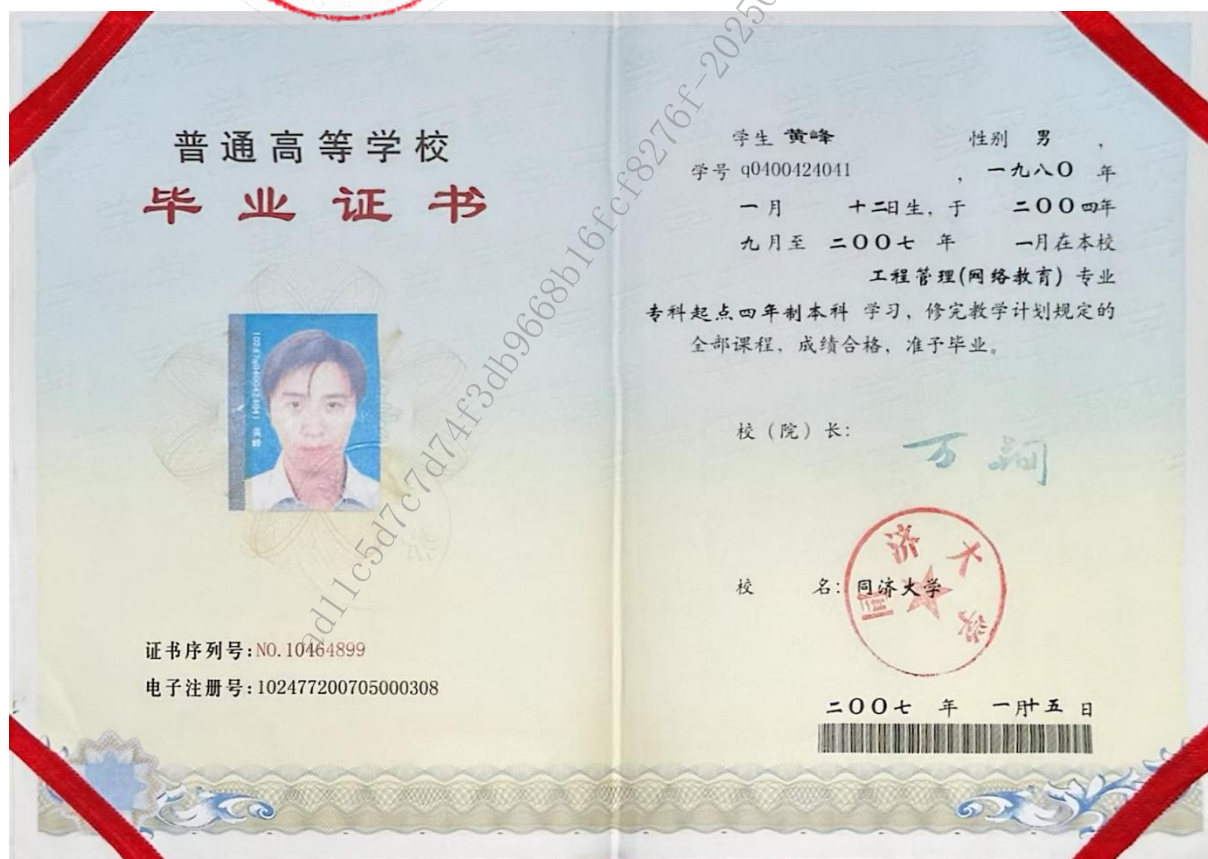 普通高等学校
毕业证书
证书序列号:NO.10464899
电子注册号:102477200705000308
学生 黄峰 性别 男 ,
学号 q0400424041 , 一九八〇 年
一月 十二日生, 于 二〇〇四年
九月至 二〇〇七 年 一月在本校
工程管理(网络教育) 专业
专科起点四年制本科 学习, 修完教学计划规定的
全部课程, 成绩合格, 准予毕业。
校(院)长:
万钢
校 名: 同济大学
同济大学
二〇〇七 年 一月十五 日